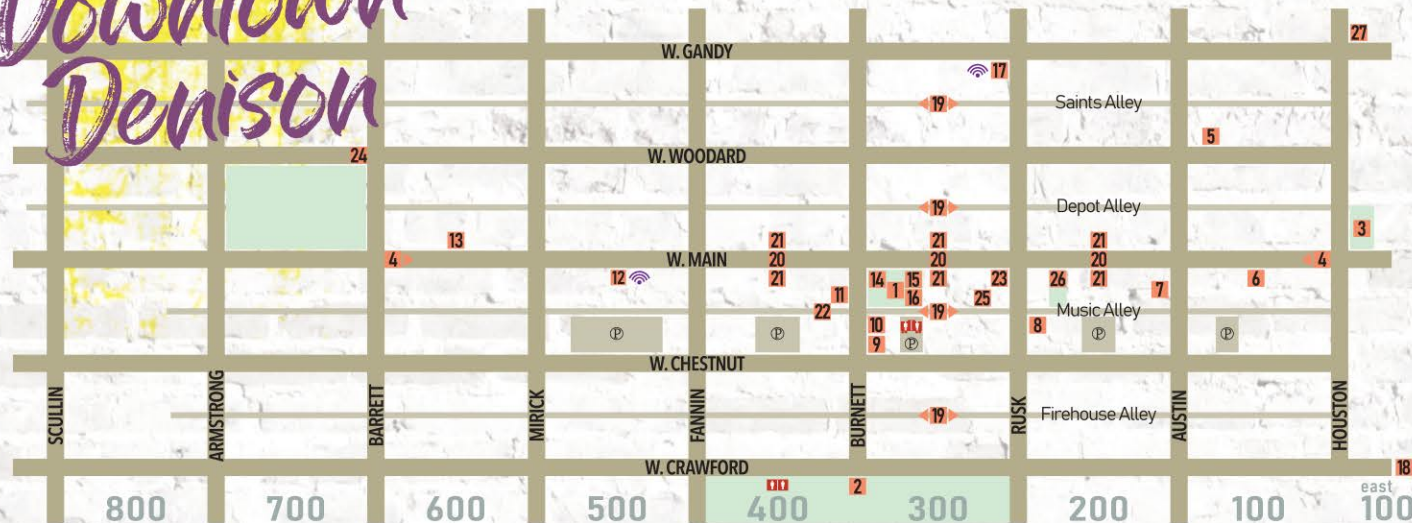 Downtown
Denison
27
W. GANDY
17
19
Saints Alley
5
24
W. WOODARD
19
Depot Alley
3
13
21
21
21
4
W. MAIN
20
20
20
4
12
21
14
1
15
21
23
26
21
7
6
11
16
25
22
19
Music Alley
10
8
9
P
P
P
P
P
W. CHESTNUT
SCULLIN
ARMSTRONG
BARRETT
MIRICK
FANNIN
BURNETT
RUSK
AUSTIN
HOUSTON
19
Firehouse Alley
W. CRAWFORD
18
2
800
700
600
500
400
300
200
100
east
100